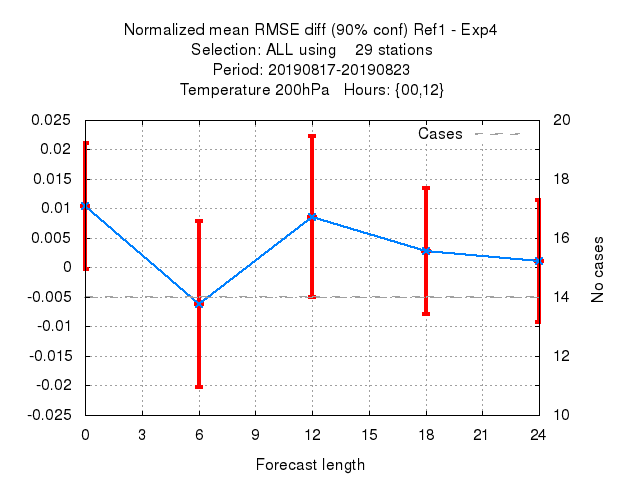 Normalized mean RMSE diff (90% conf) Ref1 - Exp4
Selection: ALL using    29 stations
Period: 20190817-20190823
Temperature 200hPa   Hours: {00,12}
Cases
0.025
0.02
0.015
0.01
0.005
0
-0.005
-0.01
-0.015
-0.02
-0.025
20
18
16
14
12
10
No cases
0 3 6 9 12 15 18 21 24
Forecast length